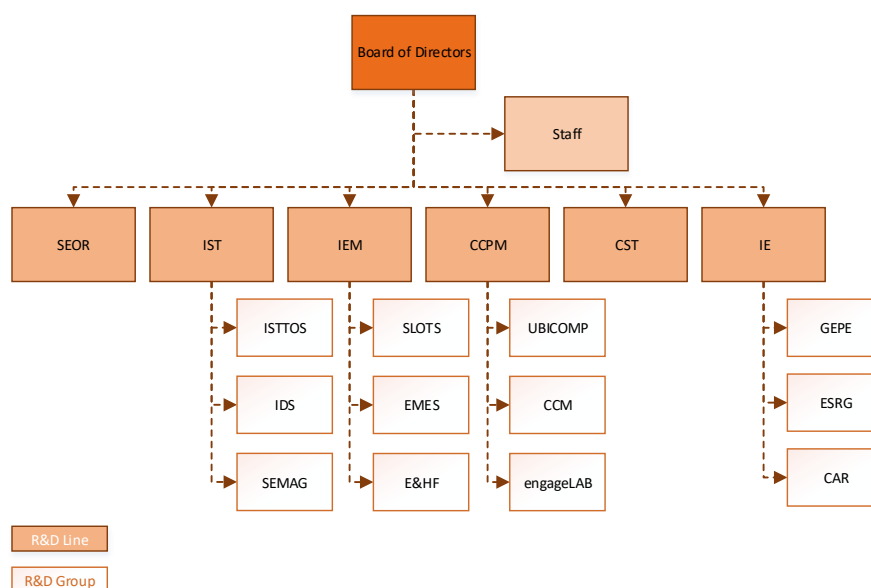 Board of Directors
Staff
SEOR
IST
IEM
CCPM
CST
IE
ISTTOS
SLOTS
UBICOMP
GEPE
IDS
EMES
CCM
ESRG
SEMAG
E&HF
engageLAB
CAR
R&D Line
R&D Group